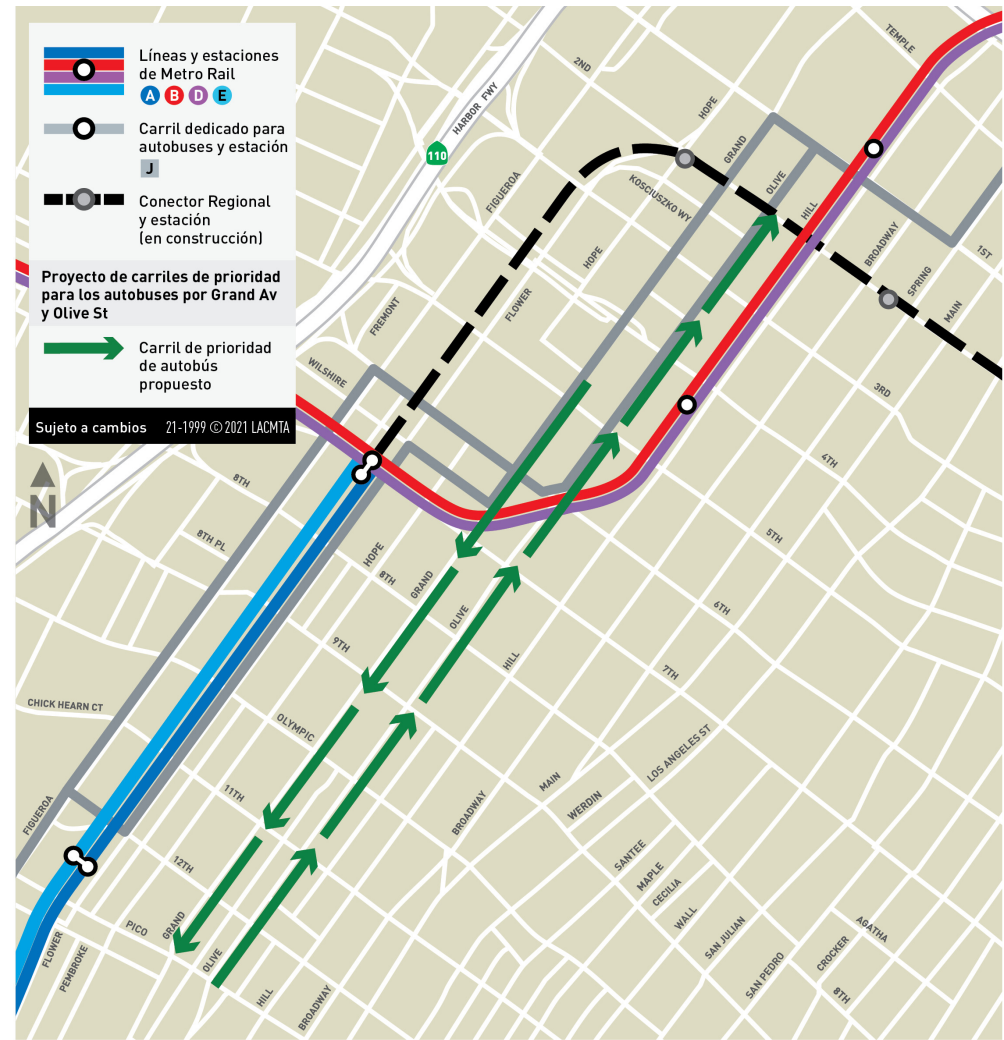 Líneas y estaciones
de Metro Rail
A B D E
Carril dedicado para
autobuses y estación
J
Conector Regional
y estación
(en construcción)
Proyecto de carriles de prioridad
para los autobuses por Grand Av
y Olive St
Carril de prioridad
de autobús
propuesto
Sujeto a cambios 21-1999 © 2021 LACMTA
N
TEMPLE
2ND
HARBOR FWY
110
HOPE
GRAND
FIGUEROA
KOSCIUSZKO WY
OLIVE
HILL
BROADWAY
1ST
HOPE
SPRING
MAIN
FLOWER
FREMONT
WILSHIRE
3RD
4TH
8TH
5TH
8TH PL
HOPE
8TH
GRAND
OLIVE
6TH
9TH
HILL
7TH
CHICK HEARN CT
OLYMPIC
LOS ANGELES ST
MAIN
11TH
WERDIN
BROADWAY
FIGUEROA
SANTEE
12TH
MAPLE
CECILIA
WALL
PICO
GRAND
SAN JULIAN
AGATHA
FLOWER
PEMBROKE
OLIVE
CROCKER
SAN PEDRO
HILL
BROADWAY
8TH